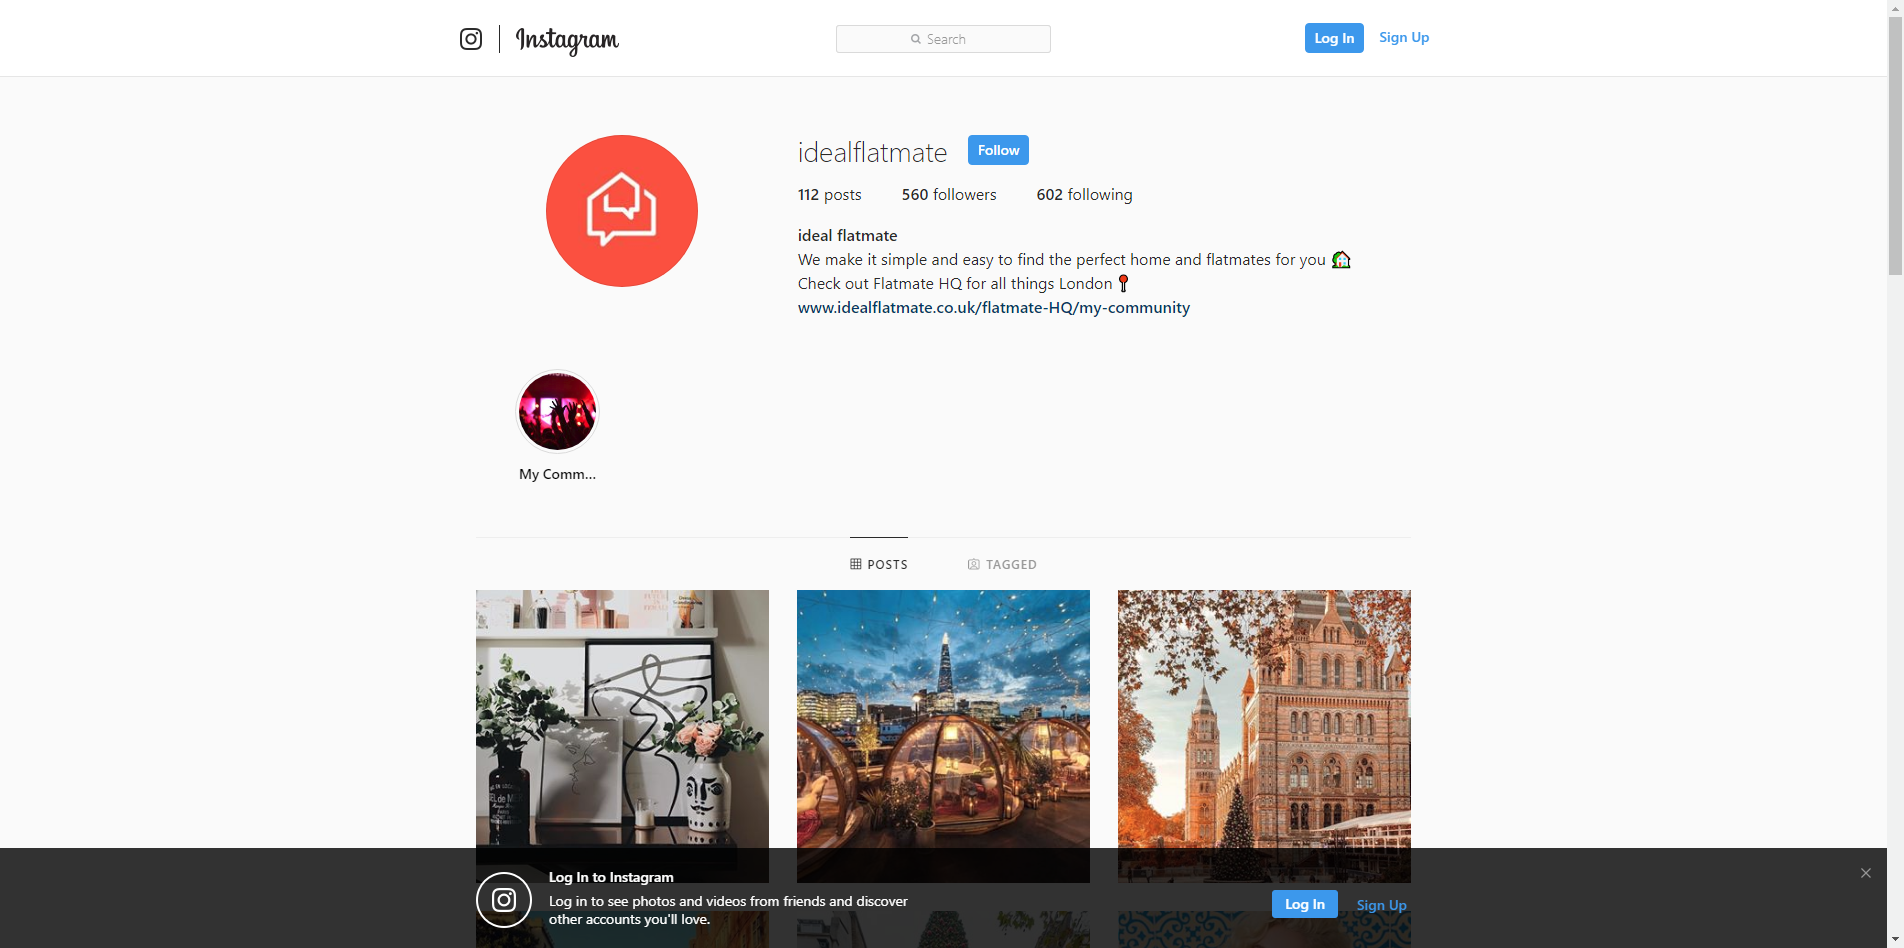 Instagram
Search
Log In
Sign Up
idealflatmate
Follow
112 posts
560 followers
602 following
ideal flatmate
We make it simple and easy to find the perfect home and flatmates for you
Check out Flatmate HQ for all things London
www.idealflatmate.co.uk/flatmate-HQ/my-community
My Comm...
POSTS
TAGGED
Log In to Instagram
Log in to see photos and videos from friends and discover
other accounts you'll love.
Log In
Sign Up